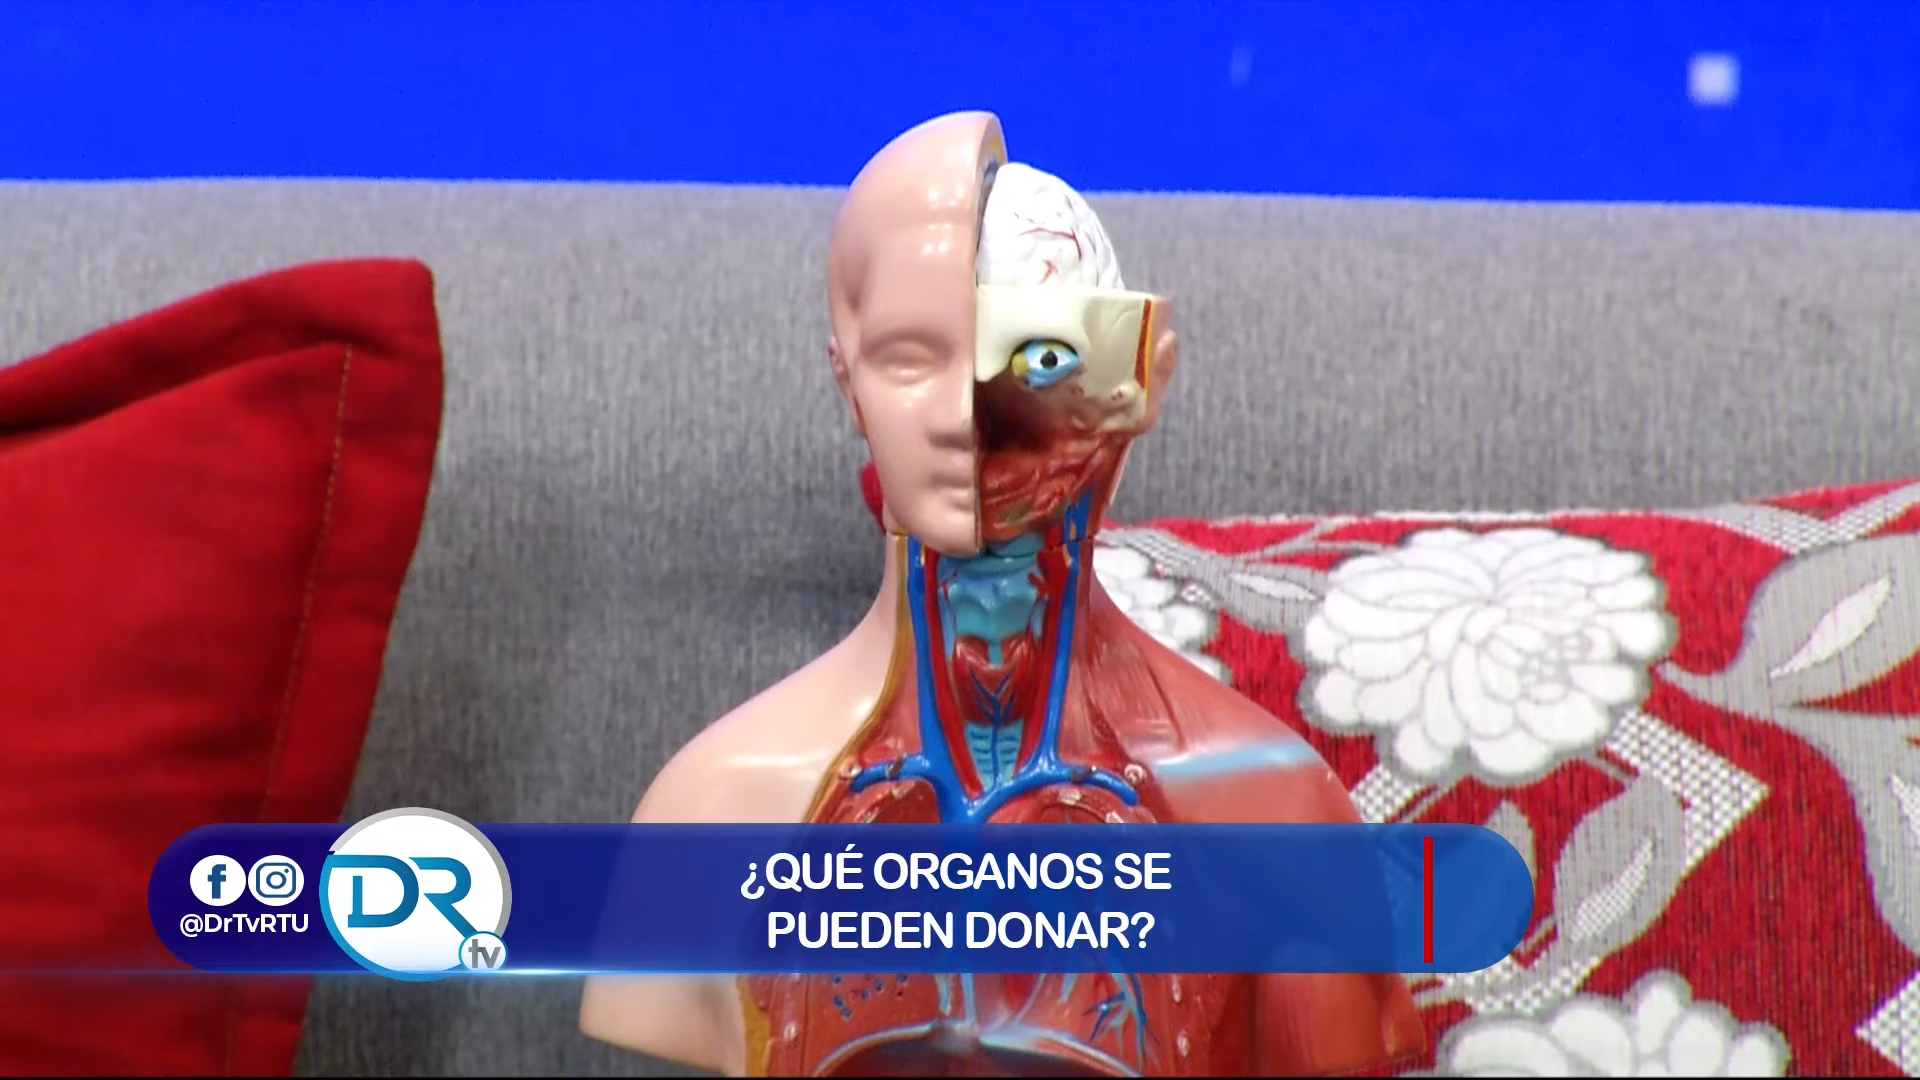 ¿QUÉ ORGANOS SE
PUEDEN DONAR?
@DrTvRTU
DR
tv